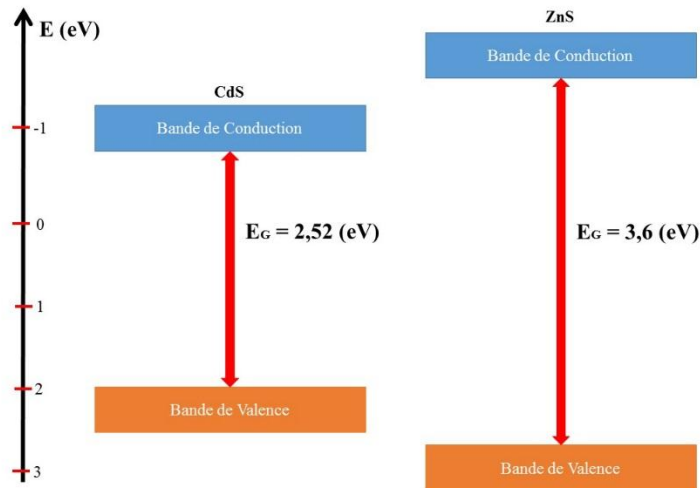 E (eV)
ZnS
Bande de Conduction
CdS
Bande de Conduction
-1
0
EG = 2,52 (eV)
EG = 3,6 (eV)
1
2
Bande de Valence
3
Bande de Valence